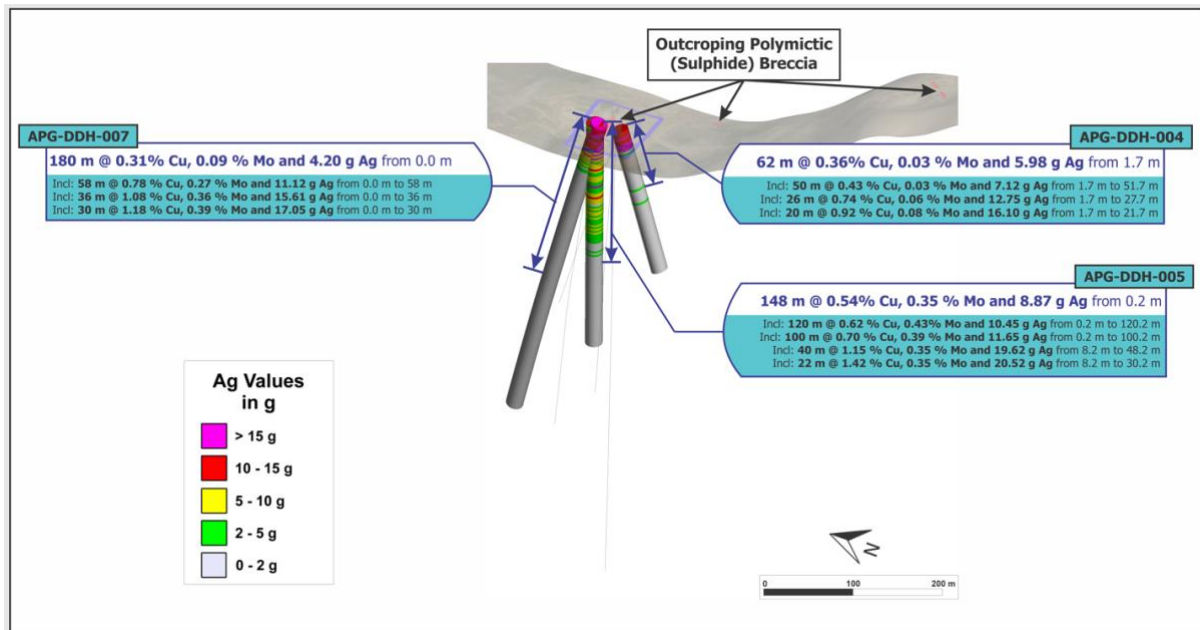 Outcroping Polymictic
(Sulphide) Breccia
APG-DDH-007
180 m @ 0.31% Cu, 0.09 % Mo and 4.20 g Ag from 0.0 m
Incl: 58 m @ 0.78 % Cu, 0.27 % Mo and 11.12 g Ag from 0.0 m to 58 m
Incl: 36 m @ 1.08 % Cu, 0.36 % Mo and 15.61 g Ag from 0.0 m to 36 m
Incl: 30 m @ 1.18 % Cu, 0.39 % Mo and 17.05 g Ag from 0.0 m to 30 m
APG-DDH-004
62 m @ 0.36% Cu, 0.03 % Mo and 5.98 g Ag from 1.7 m
Incl: 50 m @ 0.43 % Cu, 0.03 % Mo and 7.12 g Ag from 1.7 m to 51.7 m
Incl: 26 m @ 0.74 % Cu, 0.06 % Mo and 12.75 g Ag from 1.7 m to 27.7 m
Incl: 20 m @ 0.92 % Cu, 0.08 % Mo and 16.10 g Ag from 1.7 m to 21.7 m
APG-DDH-005
148 m @ 0.54% Cu, 0.35 % Mo and 8.87 g Ag from 0.2 m
Incl: 120 m @ 0.62 % Cu, 0.43% Mo and 10.45 g Ag from 0.2 m to 120.2 m
Incl: 100 m @ 0.70 % Cu, 0.39 % Mo and 11.65 g Ag from 0.2 m to 100.2 m
Incl: 40 m @ 1.15 % Cu, 0.35 % Mo and 19.62 g Ag from 8.2 m to 48.2 m
Incl: 22 m @ 1.42 % Cu, 0.35 % Mo and 20.52 g Ag from 8.2 m to 30.2 m
Ag Values
in g
> 15 g
10 - 15 g
5 - 10 g
2 - 5 g
0 - 2 g
N
0 100 200 m